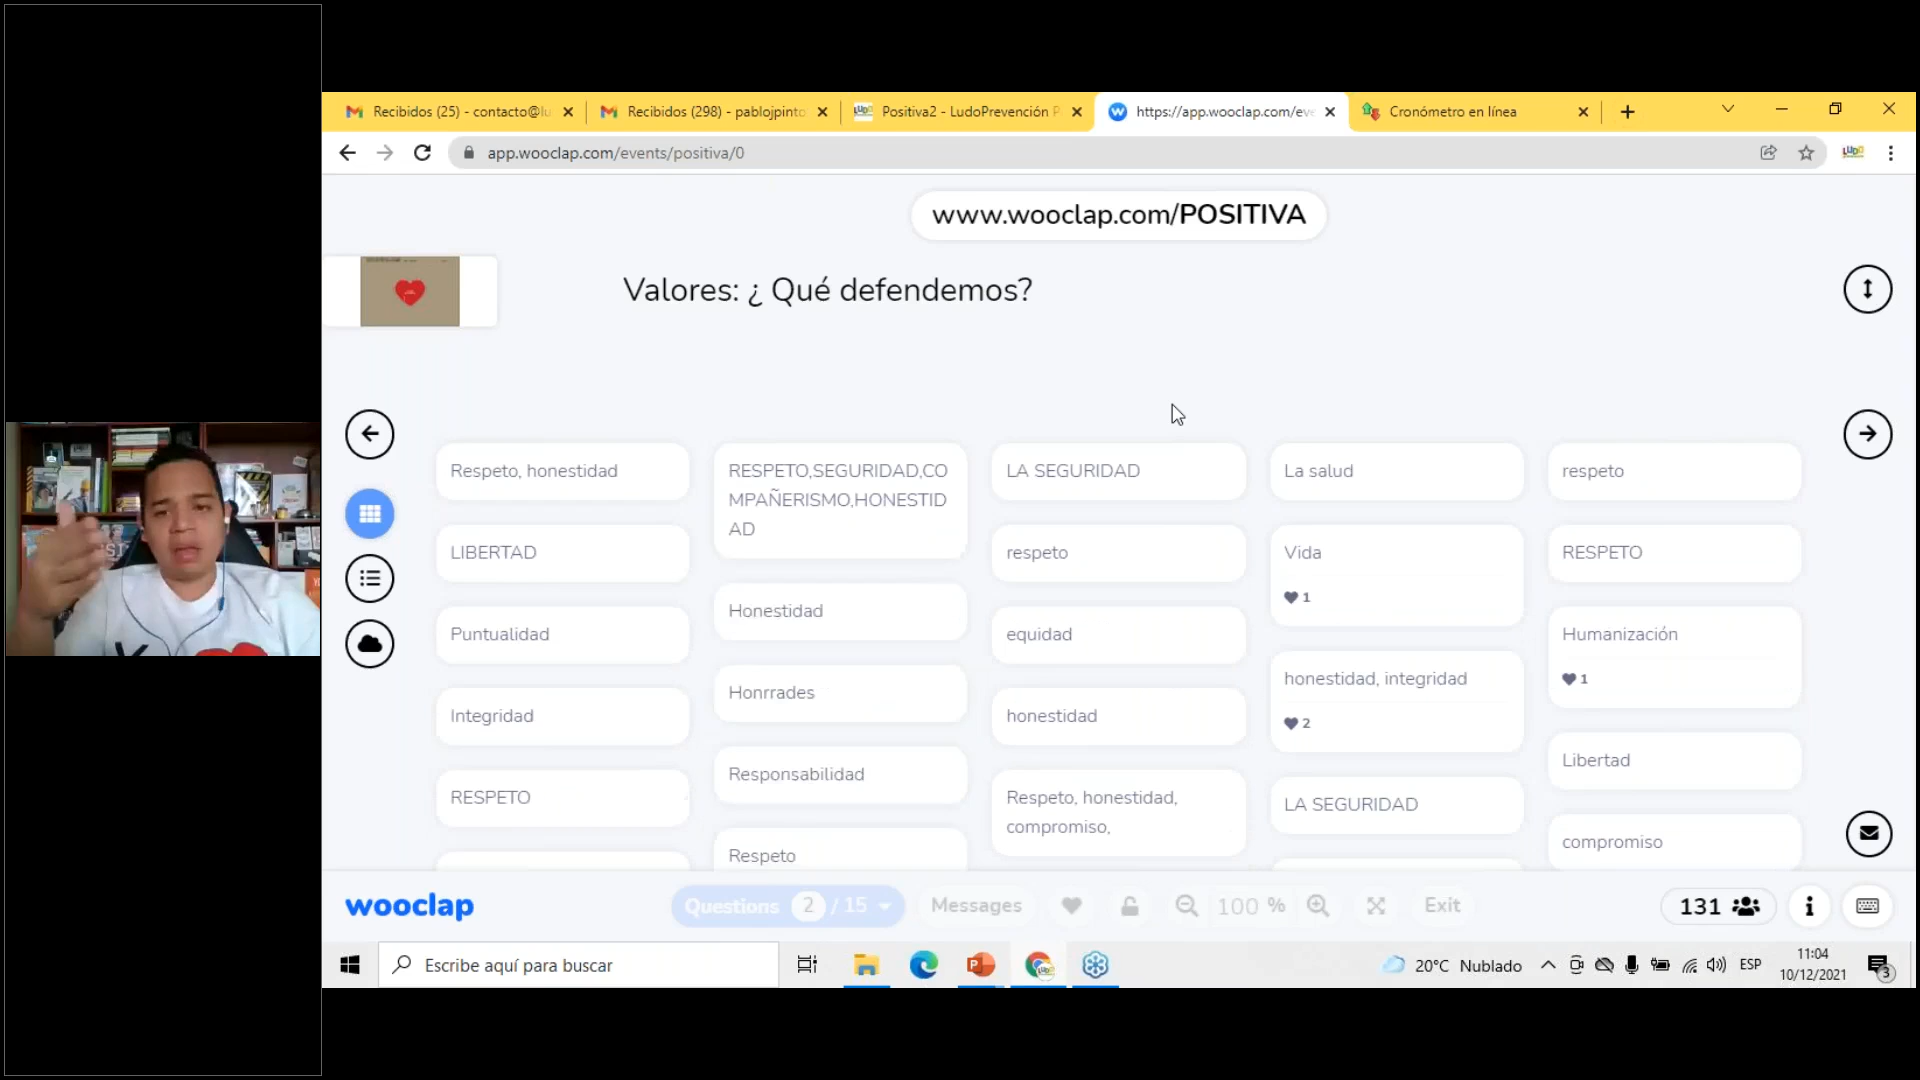 Recibidos (25) - contacto@lu
Recibidos (298) - pablojpinto
Positiva2 - LudoPrevención P
https://app.wooclap.com/eve
Cronómetro en línea
app.wooclap.com/events/positiva/0
www.wooclap.com/POSITIVA
Valores: ¿ Qué defendemos?
Respeto, honestidad
LIBERTAD
Puntualidad
Integridad
RESPETO
RESPETO,SEGURIDAD,CO
MPAÑERISMO,HONESTID
AD
Honestidad
Honrrades
Responsabilidad
Respeto
LA SEGURIDAD
respeto
equidad
honestidad
Respeto, honestidad,
compromiso,
La salud
Vida
1
honestidad, integridad
2
LA SEGURIDAD
respeto
RESPETO
Humanización
1
Libertad
compromiso
wooclap
Questions 2 / 15
Messages
100 %
Exit
131
Escribe aquí para buscar
20°C Nublado
ESP
11:04
10/12/2021
3